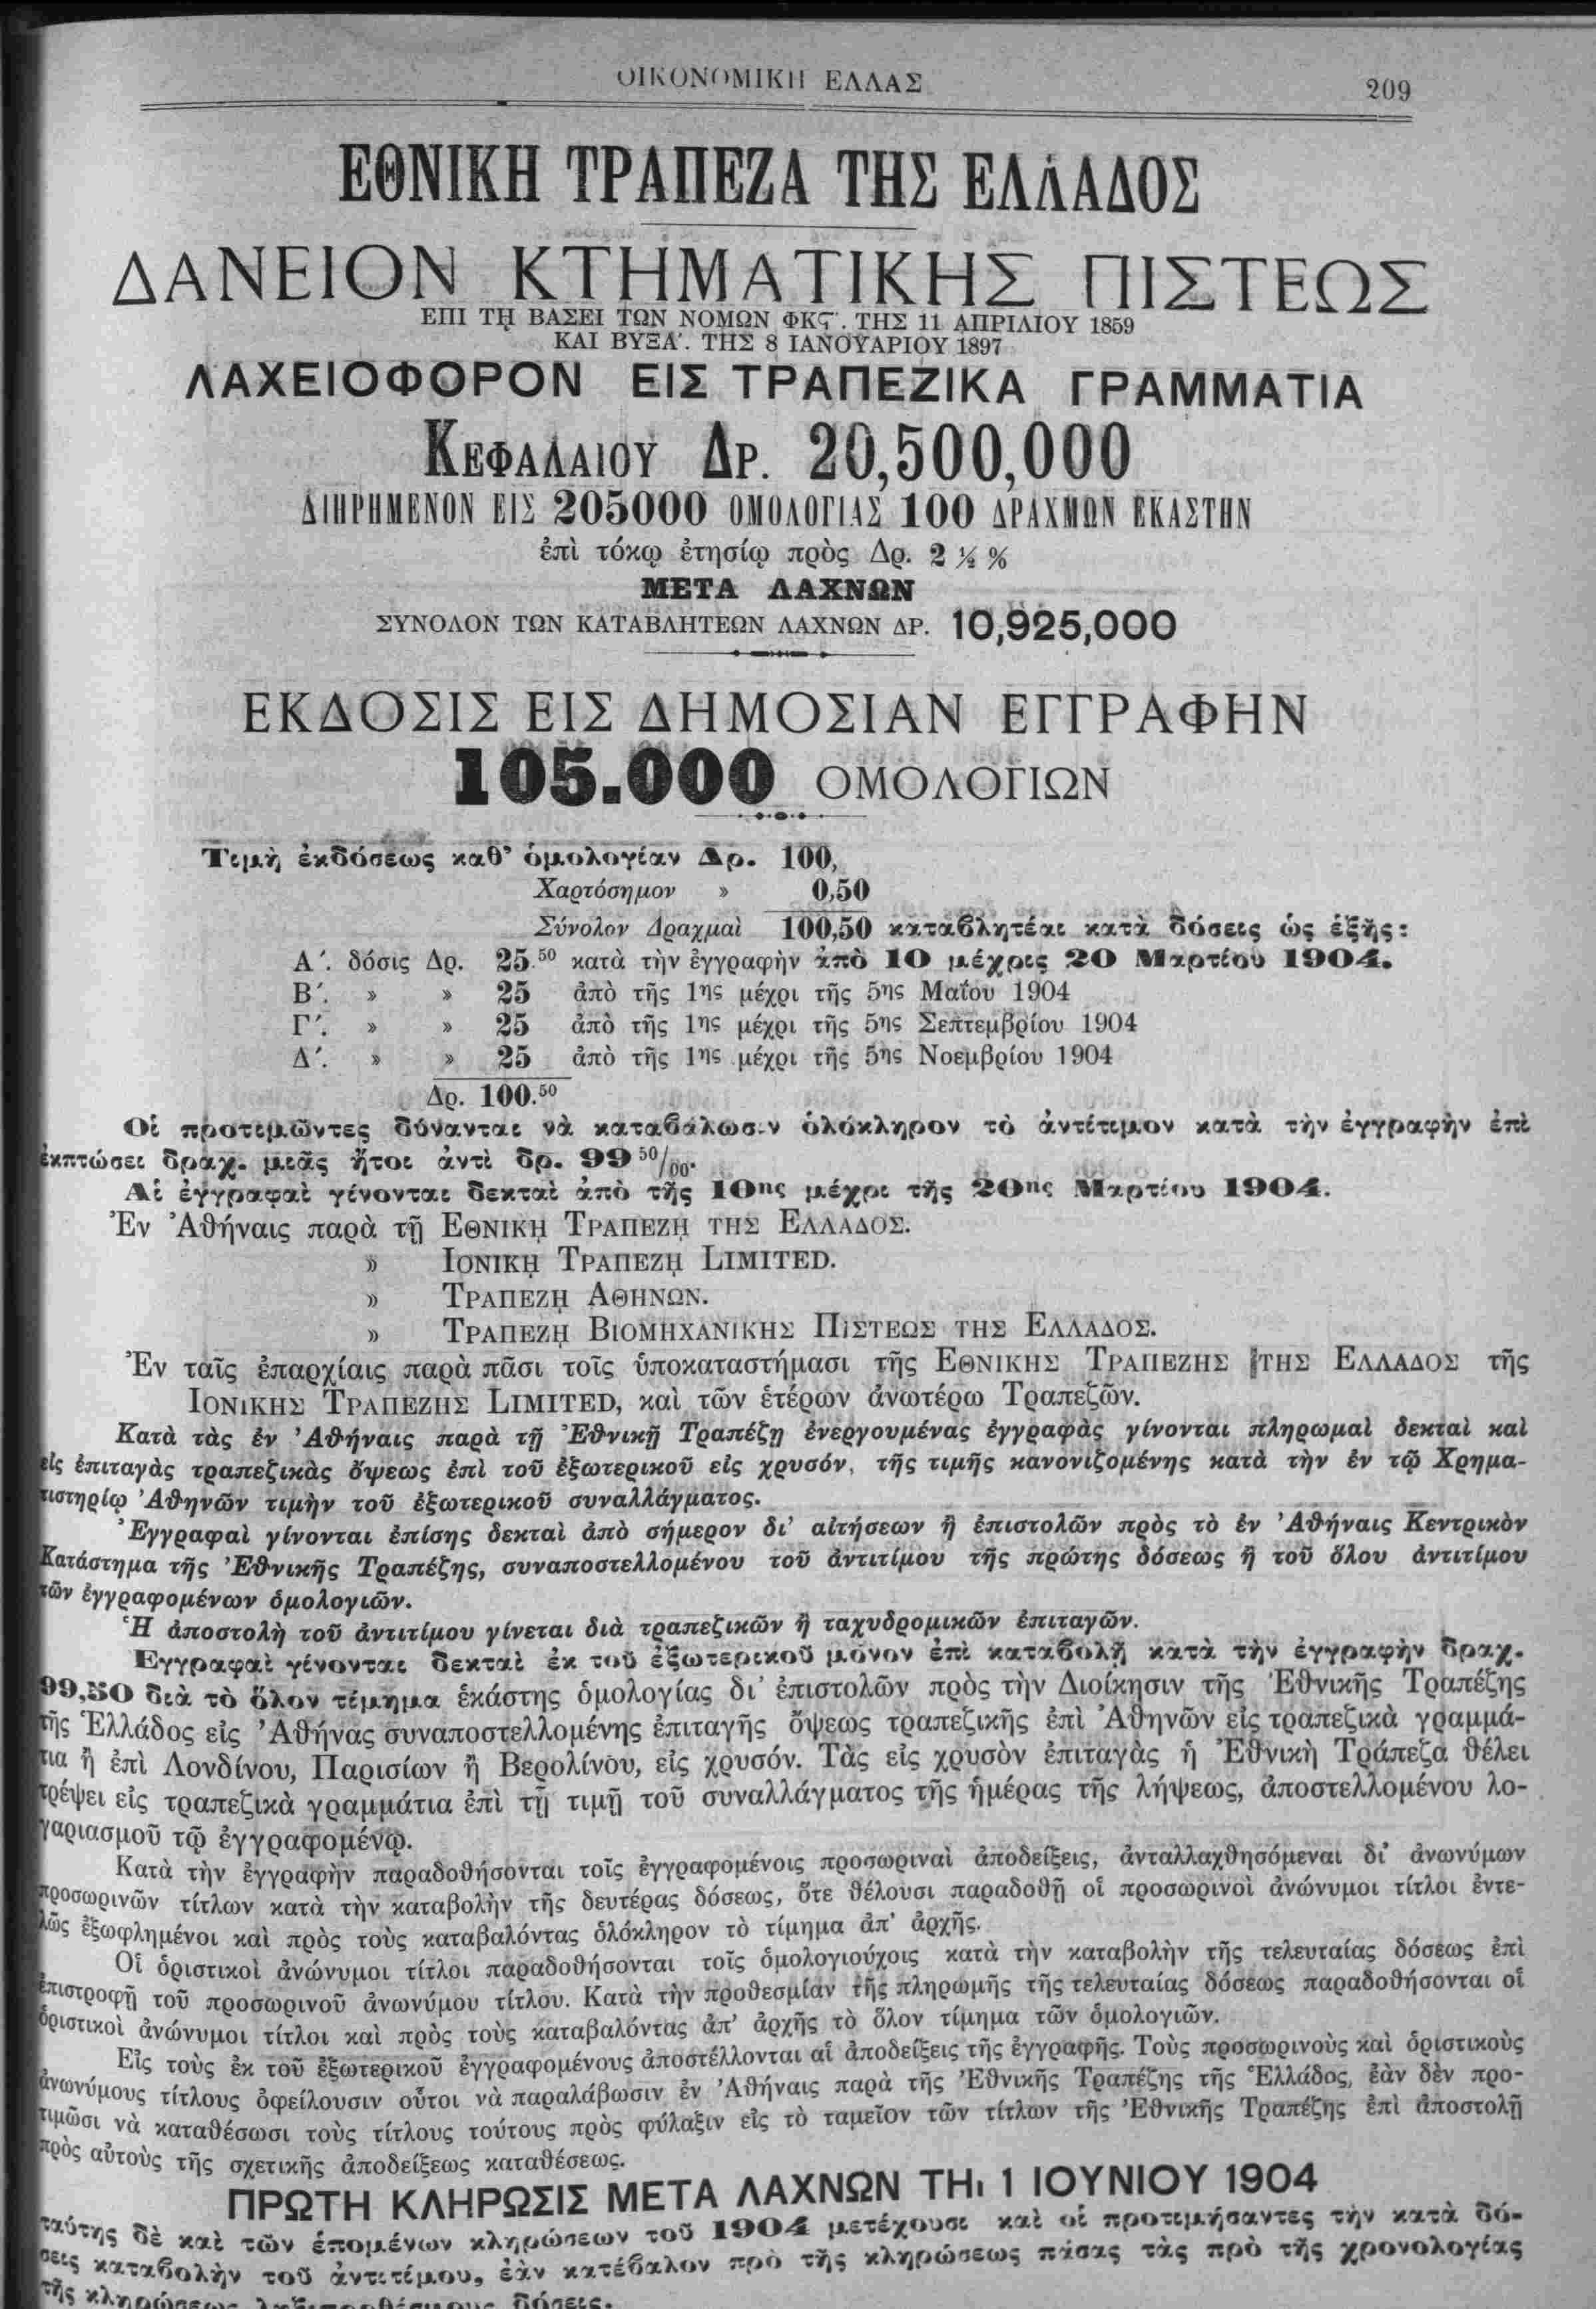 ΟΙΚΟΝΟΜΙΚΗ ΕΛΛΑΣ 209
ΕΘΝΙΚΗ ΤΡΑΠΕΖΑ ΤΗΣ ΕΛΛΑΔΟΣ
ΔΑΝΕΙΟΝ ΚΤΗΜΑΤΙΚΗΣ ΠΙΣΤΕΩΣ
ΕΠΙ Τῌ ΒΑΣΕΙ ΤΩΝ ΝΟΜΩΝ ΦΚϚʹ. ΤΗΣ 11 ΑΠΡΙΛΙΟΥ 1859
ΚΑΙ ΒΥΞΑʹ. ΤΗΣ 8 ΙΑΝΟΥΑΡΙΟΥ 1897
ΛΑΧΕΙΟΦΟΡΟΝ ΕΙΣ ΤΡΑΠΕΖΙΚΑ ΓΡΑΜΜΑΤΙΑ
ΚΕΦΑΛΑΙΟΥ ΔΡ. 20,500,000
ΔΙΗΡΗΜΕΝΟΝ ΕΙΣ 205000 ΟΜΟΛΟΓΙΑΣ 100 ΔΡΑΧΜΩΝ ΕΚΑΣΤΗΝ
ἐπὶ τόκῳ ἐτησίῳ πρὸς Δρ. 2 ½ %
ΜΕΤΑ ΛΑΧΝΩΝ
ΣΥΝΟΛΟΝ ΤΩΝ ΚΑΤΑΒΛΗΤΕΩΝ ΛΑΧΝΩΝ ΔΡ. 10,925,000
ΕΚΔΟΣΙΣ ΕΙΣ ΔΗΜΟΣΙΑΝ ΕΓΓΡΑΦΗΝ
105.000 ΟΜΟΛΟΓΙΩΝ
Τιμὴ ἐκδόσεως καθ' ὁμολογίαν Δρ. 100,
Χαρτόσημον » 0,50
Σύνολον Δραχμαὶ 100,50 καταβλητέαι κατὰ δόσεις ὡς ἑξῆς:
Αʹ. δόσις Δρ. 25.50 κατὰ τὴν ἐγγραφὴν ἀπὸ 10 μέχρις 20 Μαρτίου 1904.
Βʹ. » » 25 ἀπὸ τῆς 1ης μέχρι τῆς 5ης Μαΐου 1904
Γʹ. » » 25 ἀπὸ τῆς 1ης μέχρι τῆς 5ης Σεπτεμβρίου 1904
Δʹ. » » 25 ἀπὸ τῆς 1ης μέχρι τῆς 5ης Νοεμβρίου 1904
Δρ. 100.50
Οἱ προτιμῶντες δύνανται νὰ καταβάλωσιν ὁλόκληρον τὸ ἀντίτιμον κατὰ τὴν ἐγγραφὴν ἐπὶ
ἐκπτώσει δραχ. μιᾶς ἤτοι ἀντὶ δρ. 99 50/00.
Αἱ ἐγγραφαὶ γίνονται δεκταὶ ἀπὸ τῆς 10ης μέχρι τῆς 20ης Μαρτίου 1904.
Ἐν Ἀθήναις παρὰ τῇ ΕΘΝΙΚῌ ΤΡΑΠΕΖῌ ΤΗΣ ΕΛΛΑΔΟΣ.
» ΙΟΝΙΚῌ ΤΡΑΠΕΖῌ LIMITED.
» ΤΡΑΠΕΖῌ ΑΘΗΝΩΝ.
» ΤΡΑΠΕΖῌ ΒΙΟΜΗΧΑΝΙΚΗΣ ΠΙΣΤΕΩΣ ΤΗΣ ΕΛΛΑΔΟΣ.
Ἐν ταῖς ἐπαρχίαις παρὰ πᾶσι τοῖς ὑποκαταστήμασι τῆς ΕΘΝΙΚΗΣ ΤΡΑΠΕΖΗΣ ΤΗΣ ΕΛΛΑΔΟΣ τῆς
ΙΟΝΙΚΗΣ ΤΡΑΠΕΖΗΣ LIMITED, καὶ τῶν ἑτέρων ἀνωτέρω Τραπεζῶν.
Κατὰ τὰς ἐν Ἀθήναις παρὰ τῇ Ἐθνικῇ Τραπέζῃ ἐνεργουμένας ἐγγραφὰς γίνονται πληρωμαὶ δεκταὶ καὶ
εἰς ἐπιταγὰς τραπεζικὰς ὄψεως ἐπὶ τοῦ ἐξωτερικοῦ εἰς χρυσόν, τῆς τιμῆς κανονιζομένης κατὰ τὴν ἐν τῷ Χρημα-
τιστηρίῳ Ἀθηνῶν τιμὴν τοῦ ἐξωτερικοῦ συναλλάγματος.
Ἐγγραφαὶ γίνονται ἐπίσης δεκταὶ ἀπὸ σήμερον δι' αἰτήσεων ἢ ἐπιστολῶν πρὸς τὸ ἐν Ἀθήναις Κεντρικὸν
Κατάστημα τῆς Ἐθνικῆς Τραπέζης, συναποστελλομένου τοῦ ἀντιτίμου τῆς πρώτης δόσεως ἢ τοῦ ὅλου ἀντιτίμου
τῶν ἐγγραφομένων ὁμολογιῶν.
Ἡ ἀποστολὴ τοῦ ἀντιτίμου γίνεται διὰ τραπεζικῶν ἢ ταχυδρομικῶν ἐπιταγῶν.
Εγγραφαὶ γίνονται δεκταὶ ἐκ τοῦ ἐξωτερικοῦ μόνον ἐπὶ καταβολῇ κατὰ τὴν ἐγγραφὴν δραχ.
99,50 διὰ τὸ ὅλον τίμημα ἑκάστης ὁμολογίας δι' ἐπιστολῶν πρὸς τὴν Διοίκησιν τῆς Ἐθνικῆς Τραπέζης
τῆς Ἑλλάδος εἰς Ἀθήνας συναποστελλομένης ἐπιταγῆς ὄψεως τραπεζικῆς ἐπὶ Ἀθηνῶν εἰς τραπεζικὰ γραμμά-
τια ἢ ἐπὶ Λονδίνου, Παρισίων ἢ Βερολίνου, εἰς χρυσόν. Τὰς εἰς χρυσὸν ἐπιταγὰς ἡ Ἐθνικὴ Τράπεζα θέλει
τρέψει εἰς τραπεζικὰ γραμμάτια ἐπὶ τῇ τιμῇ τοῦ συναλλάγματος τῆς ἡμέρας τῆς λήψεως, ἀποστελλομένου λο-
γαριασμοῦ τῷ ἐγγραφομένῳ.
Κατὰ τὴν ἐγγραφὴν παραδοθήσονται τοῖς ἐγγραφομένοις προσωριναὶ ἀποδείξεις, ἀνταλλαχθησόμεναι δι' ἀνωνύμων
προσωρινῶν τίτλων κατὰ τὴν καταβολὴν τῆς δευτέρας δόσεως, ὅτε θέλουσι παραδοθῇ οἱ προσωρινοὶ ἀνώνυμοι τίτλοι ἐντε-
λῶς ἐξωφλημένοι καὶ πρὸς τοὺς καταβαλόντας ὁλόκληρον τὸ τίμημα ἀπ' ἀρχῆς.
Οἱ ὁριστικοὶ ἀνώνυμοι τίτλοι παραδοθήσονται τοῖς ὁμολογιούχοις κατὰ τὴν καταβολὴν τῆς τελευταίας δόσεως ἐπὶ
ἐπιστροφῇ τοῦ προσωρινοῦ ἀνωνύμου τίτλου. Κατὰ τὴν προθεσμίαν τῆς πληρωμῆς τῆς τελευταίας δόσεως παραδοθήσονται οἱ
ὁριστικοὶ ἀνώνυμοι τίτλοι καὶ πρὸς τοὺς καταβαλόντας ἀπ' ἀρχῆς τὸ ὅλον τίμημα τῶν ὁμολογιῶν.
Εἰς τοὺς ἐκ τοῦ ἐξωτερικοῦ ἐγγραφομένους ἀποστέλλονται αἱ ἀποδείξεις τῆς ἐγγραφῆς. Τοὺς προσωρινοὺς καὶ ὁριστικοὺς
ἀνωνύμους τίτλους ὀφείλουσιν οὗτοι νὰ παραλάβωσιν ἐν Ἀθήναις παρὰ τῆς Ἐθνικῆς Τραπέζης τῆς Ἑλλάδος, ἐὰν δὲν προ-
τιμῶσι νὰ καταθέσωσι τοὺς τίτλους τούτους πρὸς φύλαξιν εἰς τὸ ταμεῖον τῶν τίτλων τῆς Ἐθνικῆς Τραπέζης ἐπὶ ἀποστολῇ
πρὸς αὐτοὺς τῆς σχετικῆς ἀποδείξεως καταθέσεως.
ΠΡΩΤΗ ΚΛΗΡΩΣΙΣ ΜΕΤΑ ΛΑΧΝΩΝ ΤΗι 1 ΙΟΥΝΙΟΥ 1904
ταύτης δὲ καὶ τῶν ἑπομένων κληρώσεων τοῦ 1904 μετέχουσι καὶ οἱ προτιμήσαντες τὴν κατὰ δό-
σεις καταβολὴν τοῦ ἀντιτίμου, ἐὰν κατέβαλον πρὸ τῆς κληρώσεως πάσας τὰς πρὸ τῆς χρονολογίας
τῆς κληρώσεως ληξιπροθέσμους δόσεις.